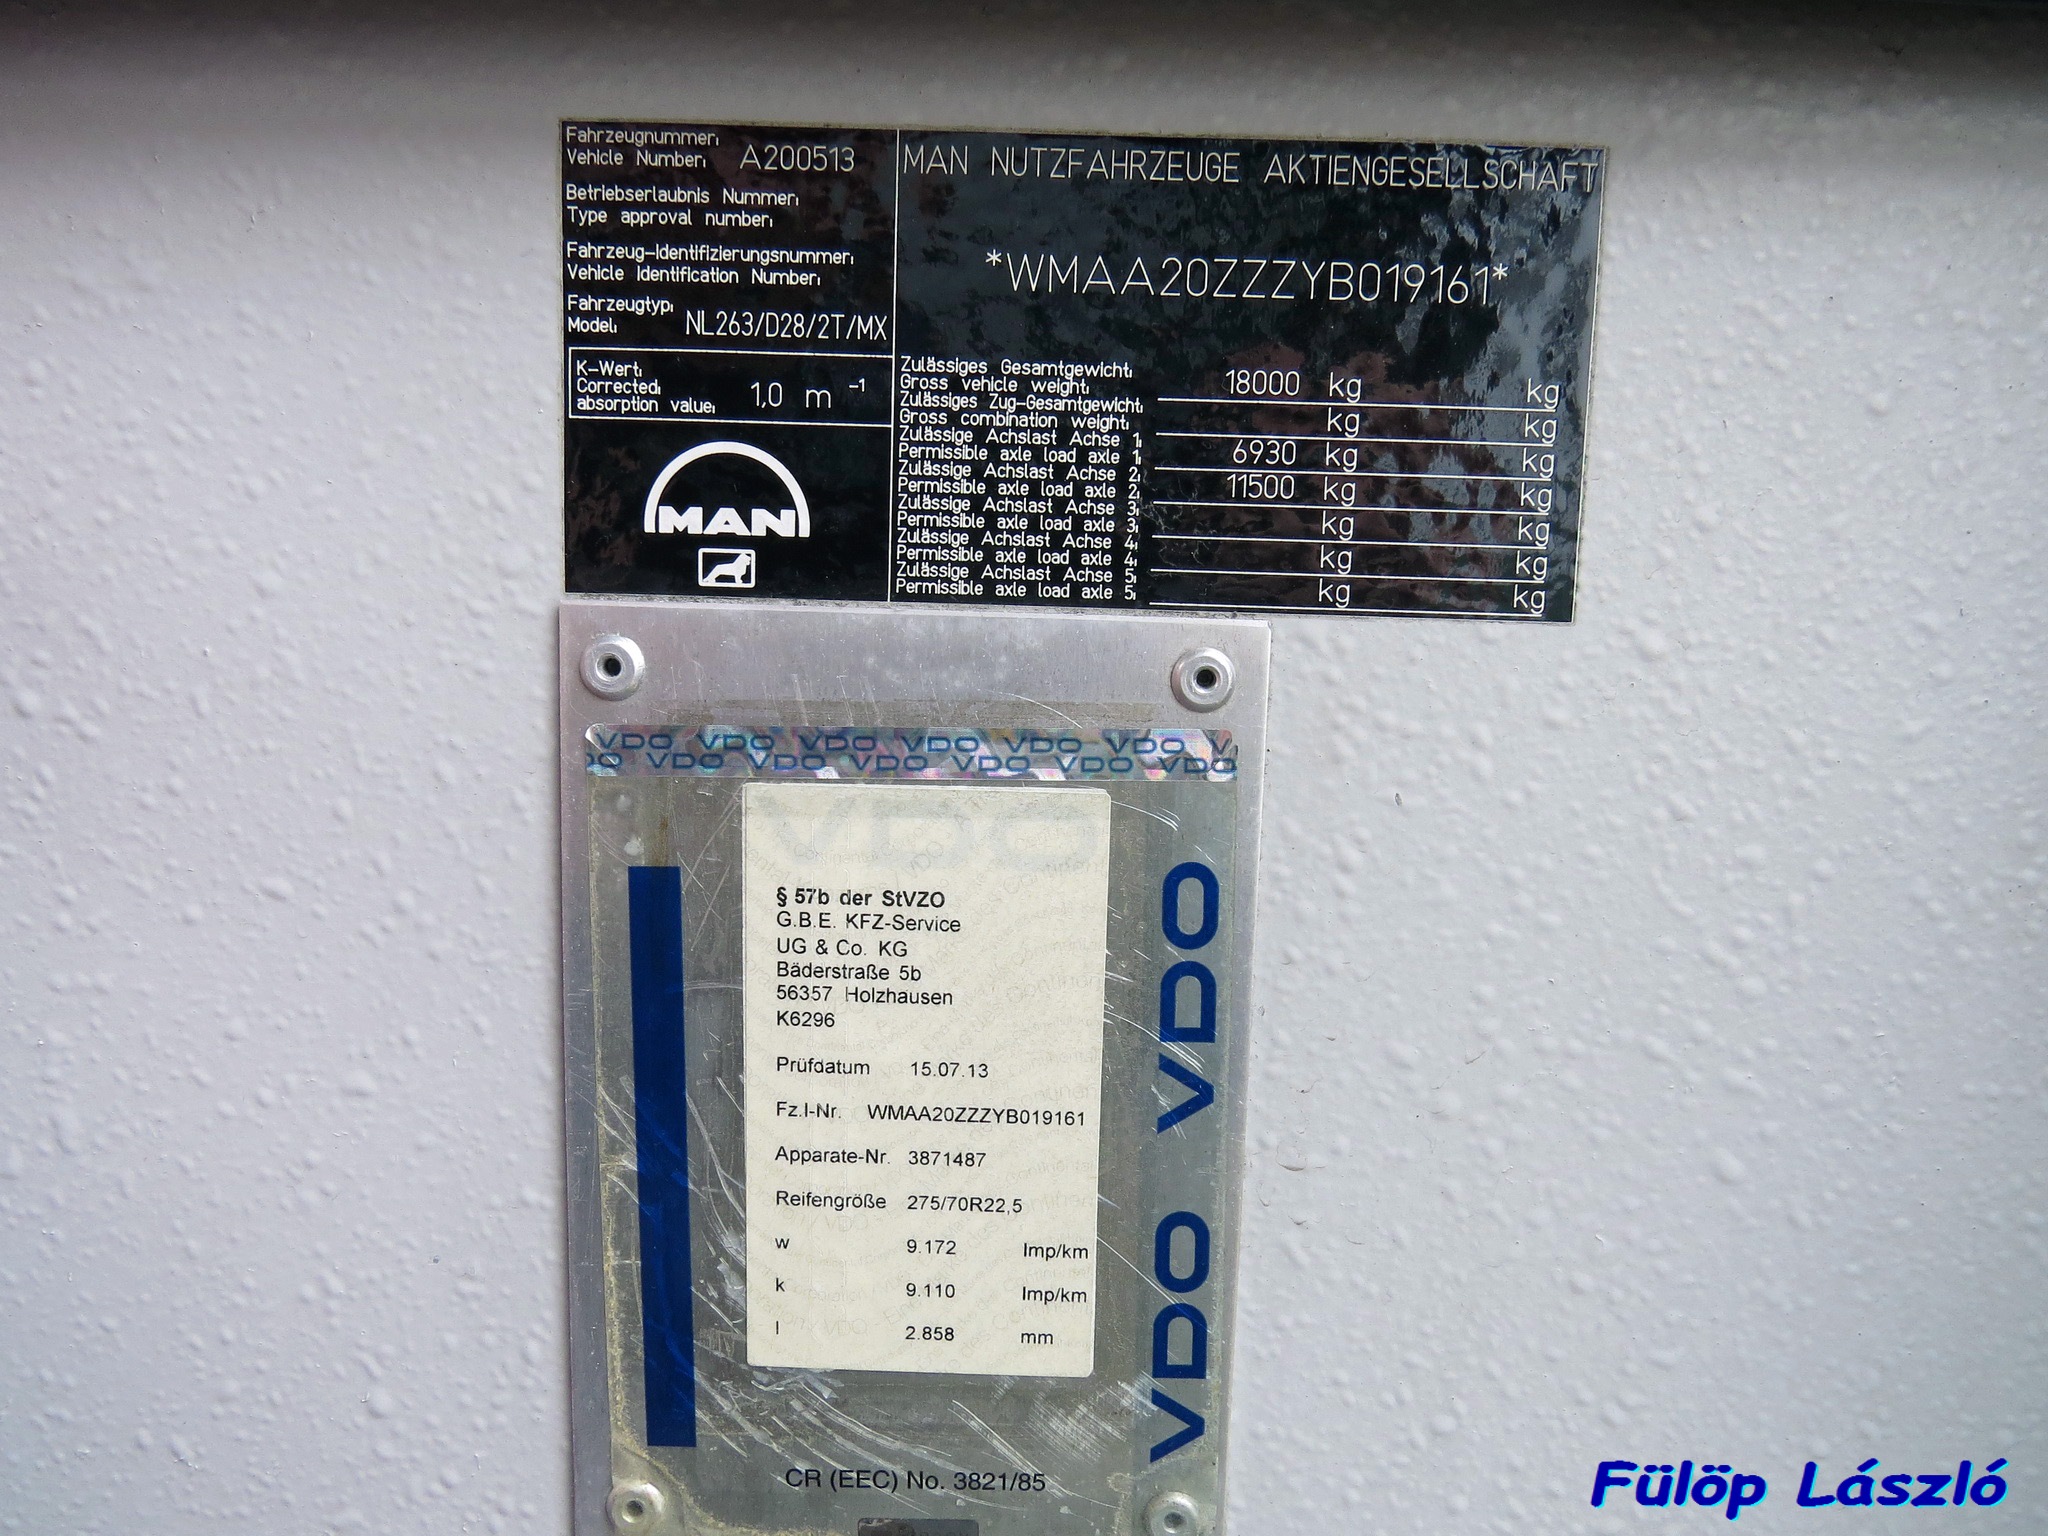 Fahrzeugnummer:
Vehicle Number: A200513
Betriebserlaubnis Nummer:
Type approval number:
Fahrzeug-Identifizierungsnummer:
Vehicle Identification Number:
Fahrzeugtyp:
Model: NL263/D28/2T/MX
K-Wert:
Corrected:
absorption value: 1,0 m -1
MAN
MAN NUTZFAHRZEUGE AKTIENGESELLSCHAFT
*WMAA20ZZZYB019161*
Zulässiges Gesamtgewicht:
Gross vehicle weight: 18000 kg kg
Zulässiges Zug-Gesamtgewicht:
Gross combination weight: kg kg
Zulässige Achslast Achse 1:
Permissible axle load axle 1: 6930 kg kg
Zulässige Achslast Achse 2:
Permissible axle load axle 2: 11500 kg kg
Zulässige Achslast Achse 3:
Permissible axle load axle 3: kg kg
Zulässige Achslast Achse 4:
Permissible axle load axle 4: kg kg
Zulässige Achslast Achse 5:
Permissible axle load axle 5: kg kg
VDO VDO VDO VDO VDO VDO V
DO VDO VDO VDO VDO VDO VDO
§ 57b der StVZO
G.B.E. KFZ-Service
UG & Co. KG
Bäderstraße 5b
56357 Holzhausen
K6296
Prüfdatum 15.07.13
Fz.I-Nr. WMAA20ZZZYB019161
Apparate-Nr. 3871487
Reifengröße 275/70R22,5
w 9.172 Imp/km
k 9.110 Imp/km
l 2.858 mm
VDO VDO
CR (EEC) No. 3821/85
Fülöp László